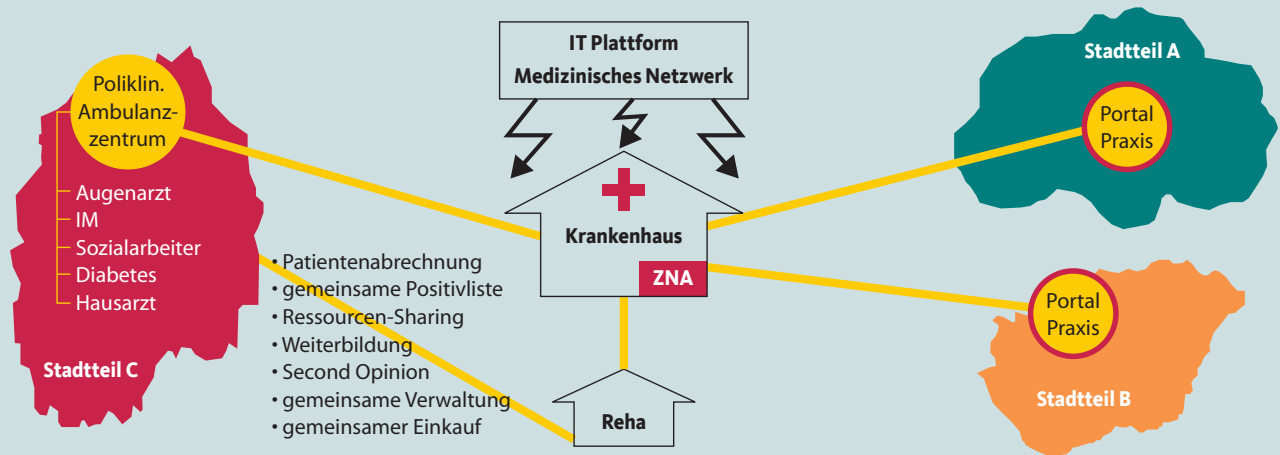 IT Plattform
Medizinisches Netzwerk
Poliklin.
Ambulanz-
zentrum
Augenarzt
IM
Sozialarbeiter
Diabetes
Hausarzt
Stadtteil C
• Patientenabrechnung
• gemeinsame Positivliste
• Ressourcen-Sharing
• Weiterbildung
• Second Opinion
• gemeinsame Verwaltung
• gemeinsamer Einkauf
Krankenhaus
ZNA
Reha
Stadtteil A
Portal
Praxis
Portal
Praxis
Stadtteil B